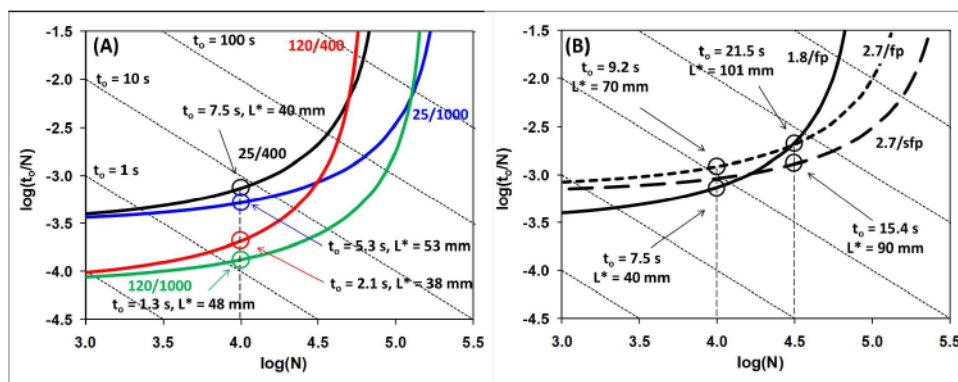 (A)
t₀ = 100 s
t₀ = 10 s
t₀ = 1 s
120/400
t₀ = 7.5 s, L* = 40 mm
25/400
25/1000
t₀ = 5.3 s, L* = 53 mm
t₀ = 2.1 s, L* = 38 mm
120/1000
t₀ = 1.3 s, L* = 48 mm
log(t₀/N)
-1.5
-2.0
-2.5
-3.0
-3.5
-4.0
-4.5
3.0 3.5 4.0 4.5 5.0 5.5
log(N)
(B)
t₀ = 9.2 s
L* = 70 mm
t₀ = 21.5 s
L* = 101 mm
1.8/fp
2.7/fp
2.7/sfp
t₀ = 15.4 s
L* = 90 mm
t₀ = 7.5 s
L* = 40 mm
log(t₀/N)
-1.5
-2.0
-2.5
-3.0
-3.5
-4.0
-4.5
3.0 3.5 4.0 4.5 5.0 5.5
log(N)